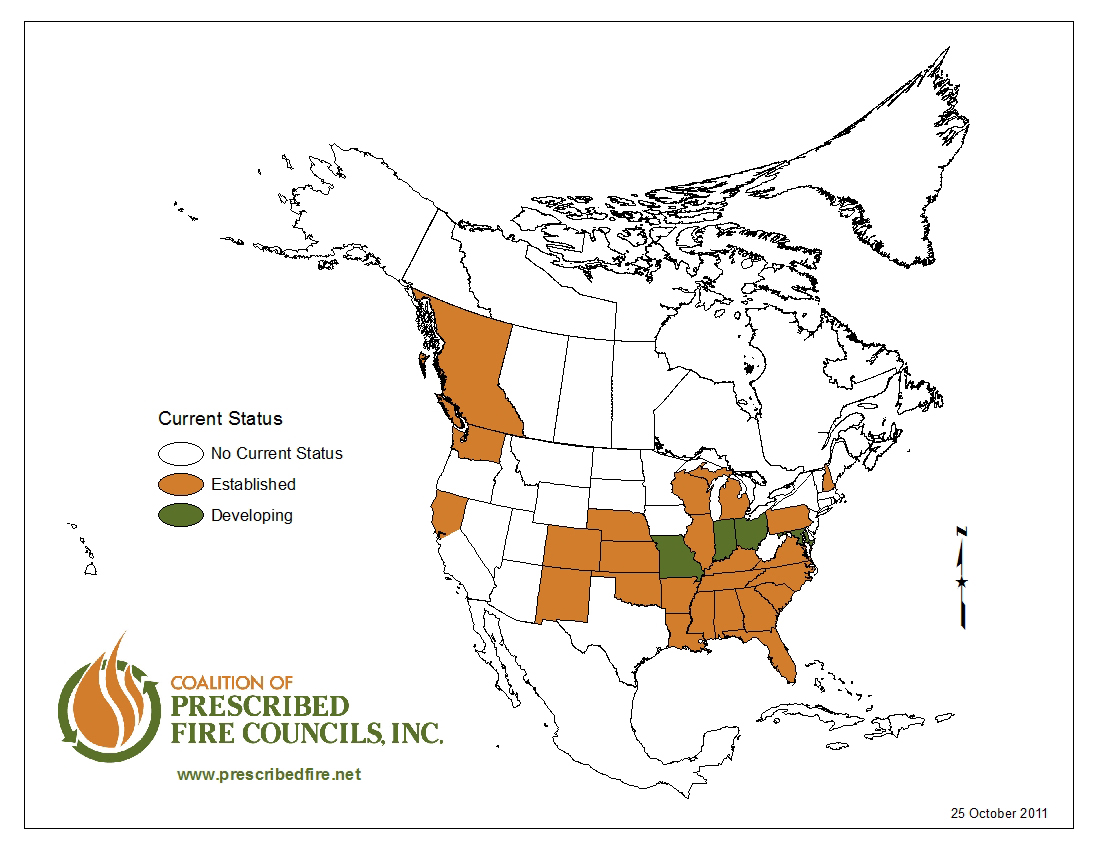 Current Status
No Current Status
Established
Developing
N
COALITION OF
PRESCRIBED
FIRE COUNCILS, INC.
www.prescribedfire.net
25 October 2011